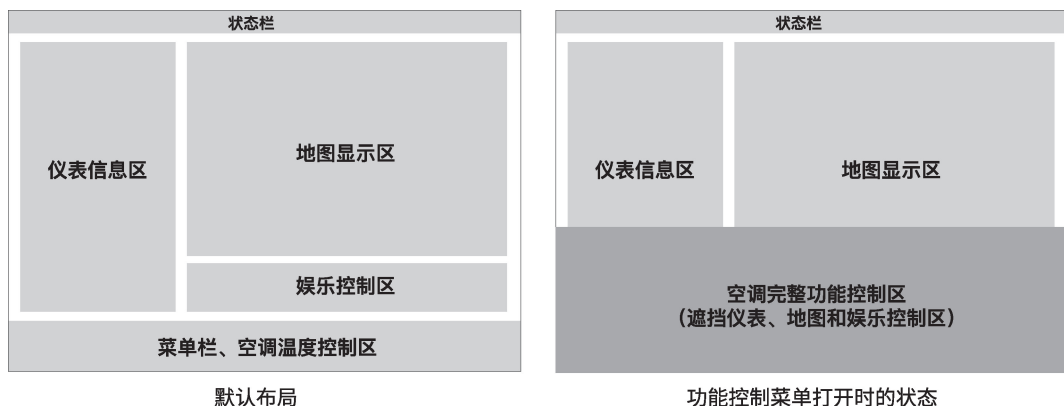 状态栏
仪表信息区
地图显示区
娱乐控制区
菜单栏、空调温度控制区
默认布局
状态栏
仪表信息区
地图显示区
空调完整功能控制区
（遮挡仪表、地图和娱乐控制区）
功能控制菜单打开时的状态